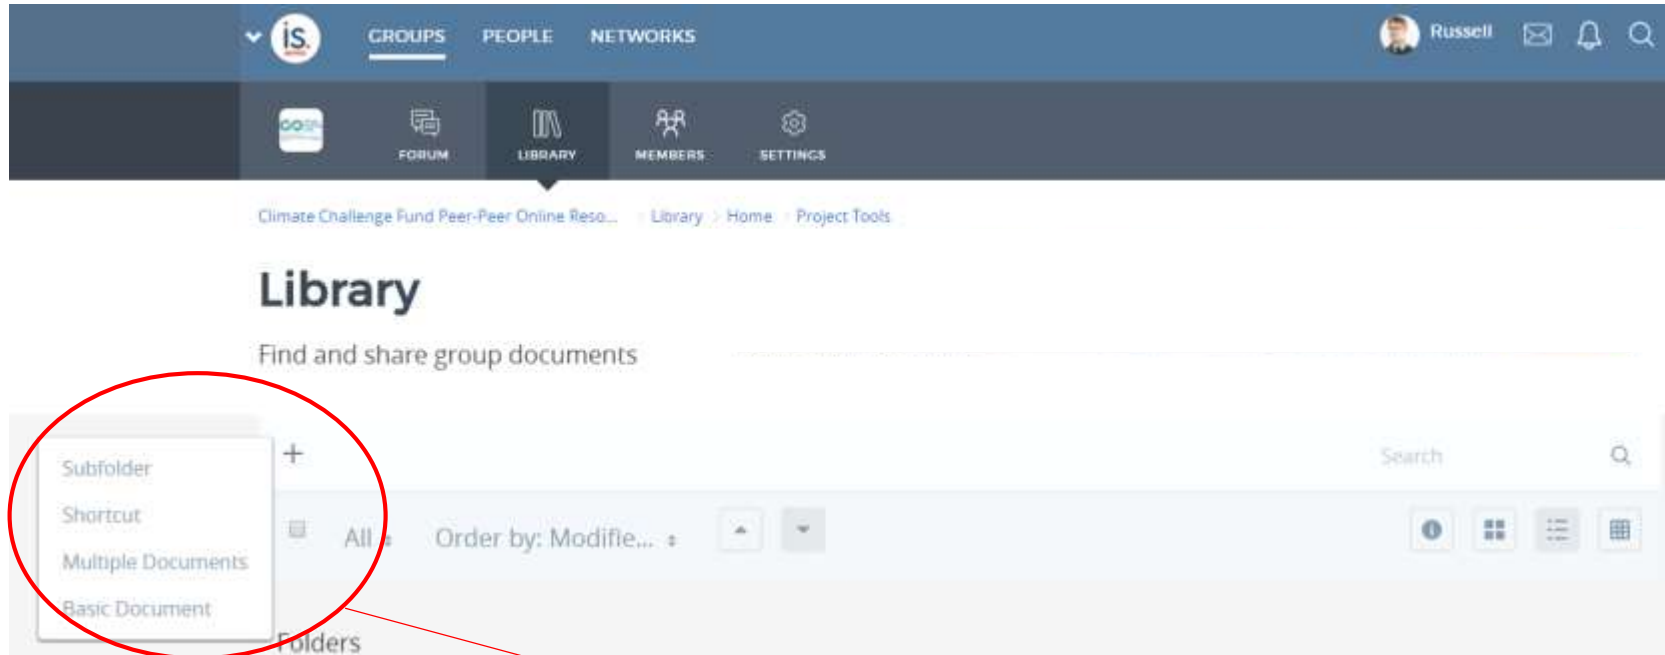 is. GROUPS PEOPLE NETWORKS Russell
FORUM LIBRARY MEMBERS SETTINGS
Climate Challenge Fund Peer-Peer Online Reso... Library > Home Project Tools
Library
Find and share group documents
+ Search
Subfolder
Shortcut
Multiple Documents
Basic Document
All Order by: Modifie...
Folders